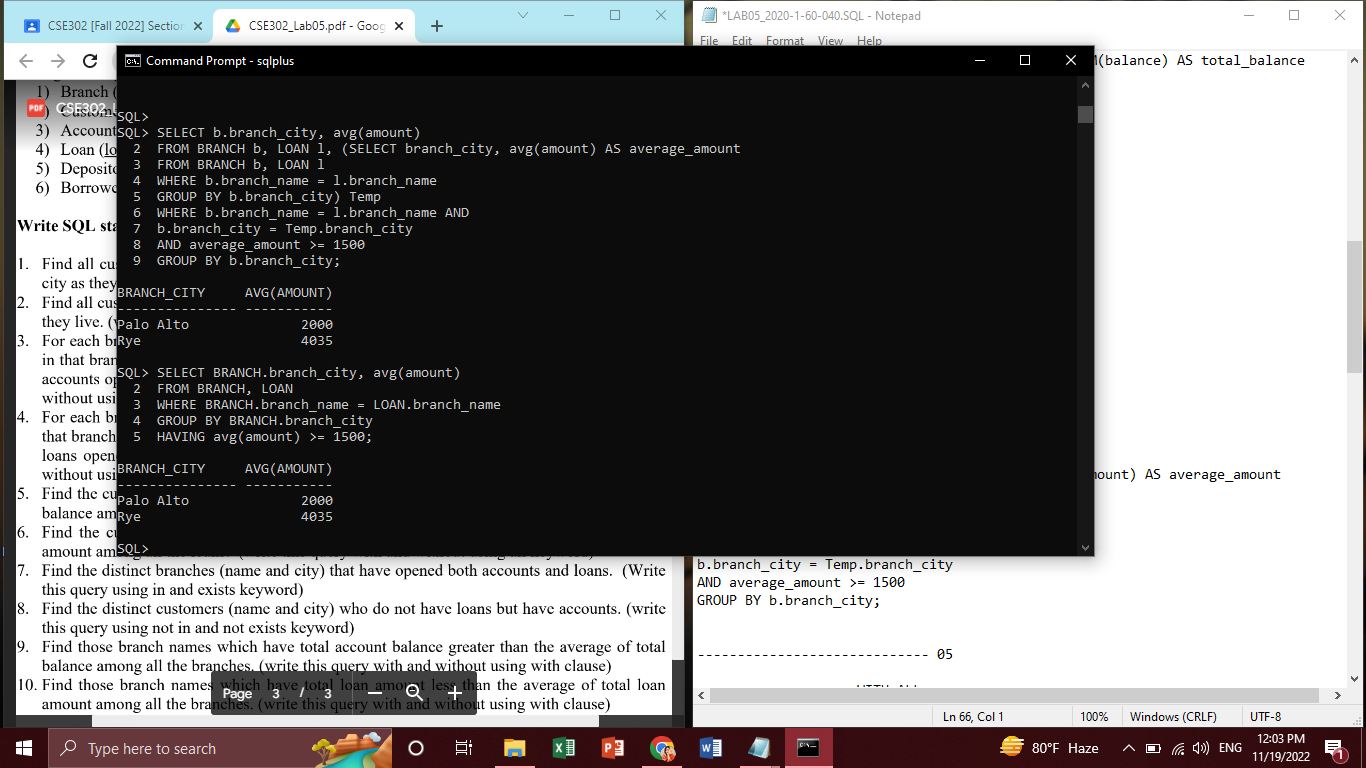 CSE302 [Fall 2022] Section
CSE302_Lab05.pdf - Goog
*LAB05_2020-1-60-040.SQL - Notepad
File Edit Format View Help
Command Prompt - sqlplus
(balance) AS total_balance
1) Branch (
PDF CSE302_L
2) Custom
3) Account
4) Loan (lo
5) Deposito
6) Borrowe
Write SQL sta
1. Find all cus
city as they
2. Find all cus
they live. (w
3. For each br
in that bran
accounts op
without usi
4. For each br
that branch
loans open
without usi
5. Find the cu
balance am
6. Find the cu
amount am
7. Find the distinct branches (name and city) that have opened both accounts and loans. (Write
this query using in and exists keyword)
8. Find the distinct customers (name and city) who do not have loans but have accounts. (write
this query using not in and not exists keyword)
9. Find those branch names which have total account balance greater than the average of total
balance among all the branches. (write this query with and without using with clause)
10. Find those branch names which have total loan amount less than the average of total loan
amount among all the branches. (write this query with and without using with clause)
Page 3 / 3
SQL>
SQL> SELECT b.branch_city, avg(amount)
2 FROM BRANCH b, LOAN l, (SELECT branch_city, avg(amount) AS average_amount
3 FROM BRANCH b, LOAN l
4 WHERE b.branch_name = l.branch_name
5 GROUP BY b.branch_city) Temp
6 WHERE b.branch_name = l.branch_name AND
7 b.branch_city = Temp.branch_city
8 AND average_amount >= 1500
9 GROUP BY b.branch_city;
BRANCH_CITY AVG(AMOUNT)
--------------- -----------
Palo Alto 2000
Rye 4035
SQL> SELECT BRANCH.branch_city, avg(amount)
2 FROM BRANCH, LOAN
3 WHERE BRANCH.branch_name = LOAN.branch_name
4 GROUP BY BRANCH.branch_city
5 HAVING avg(amount) >= 1500;
BRANCH_CITY AVG(AMOUNT)
--------------- -----------
Palo Alto 2000
Rye 4035
SQL>
ount) AS average_amount
b.branch_city = Temp.branch_city
AND average_amount >= 1500
GROUP BY b.branch_city;
----------------------------- 05
Ln 66, Col 1 100% Windows (CRLF) UTF-8
Type here to search
80°F Haze ENG
12:03 PM
11/19/2022
1